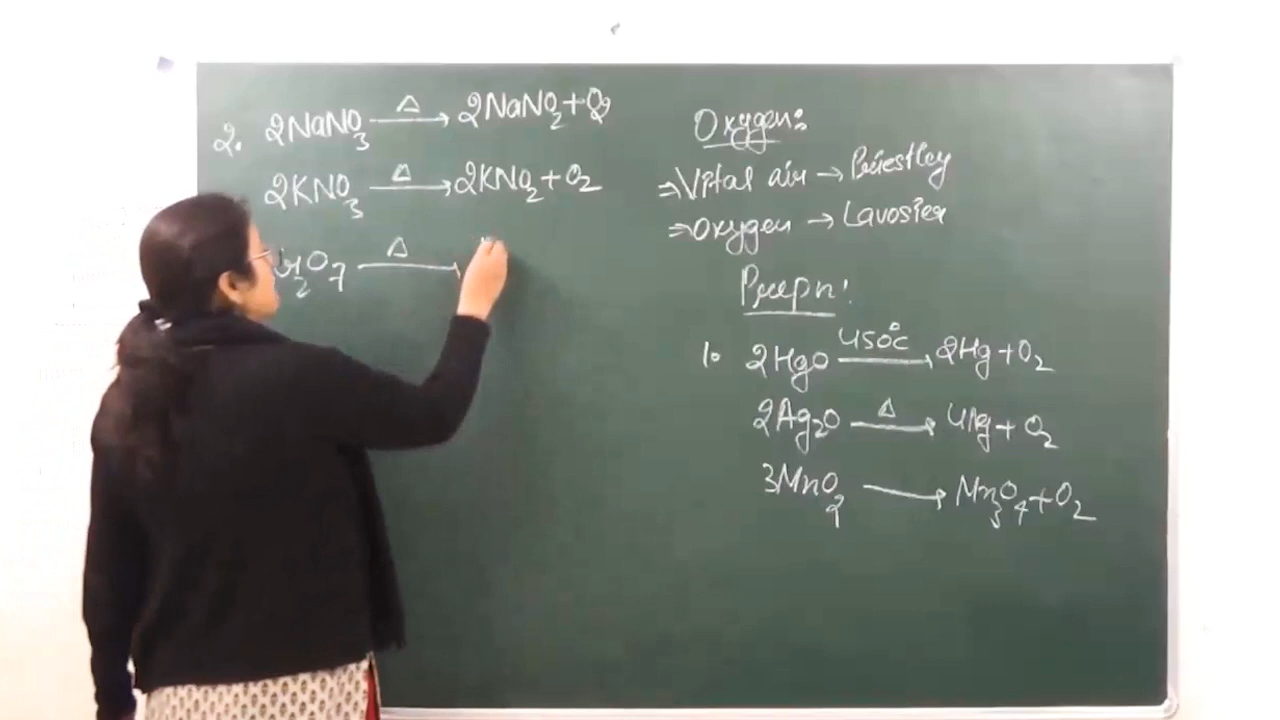 2. 2NaNO₃ —Δ→ 2NaNO₂ + O₂
2KNO₃ —Δ→ 2KNO₂ + O₂
r₂O₇ —Δ→
Oxygen:
⇒ Vital air → Priestley
⇒ Oxygen → Lavosier
Prepn:
1. 2HgO —450°C→ 2Hg + O₂
2Ag₂O —Δ→ 4Ag + O₂
3MnO₂ → Mn₃O₄ + O₂